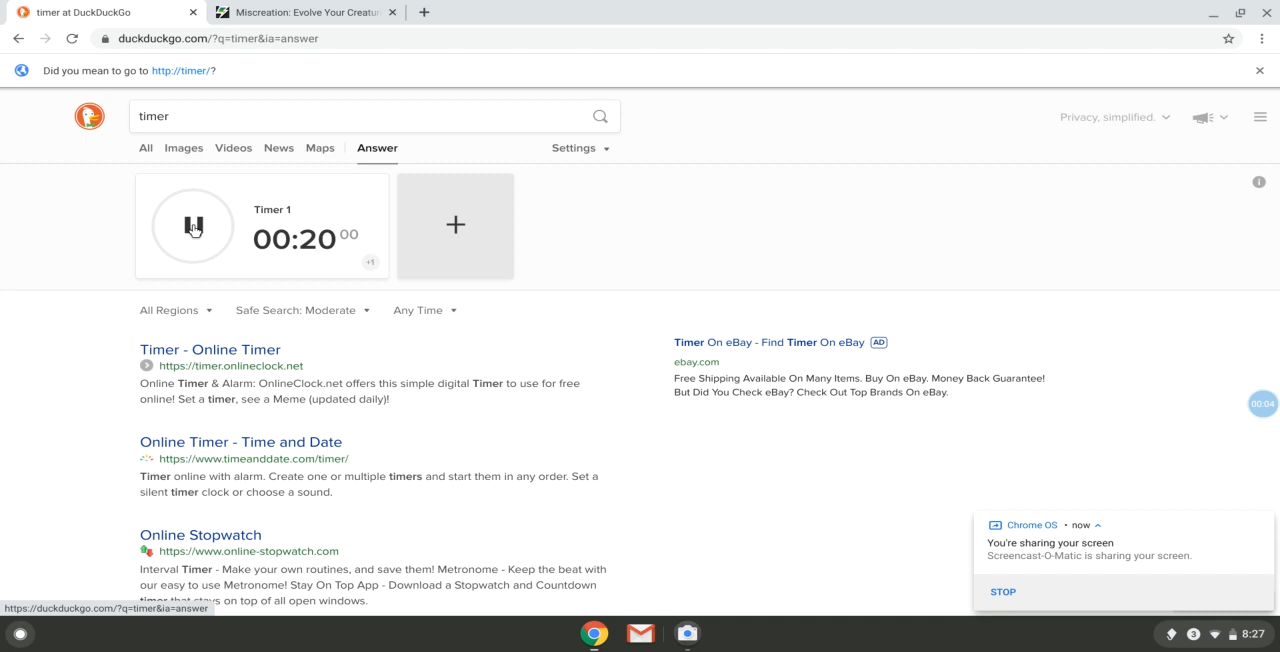 timer at DuckDuckGo
Miscreation: Evolve Your Creatur
duckduckgo.com/?q=timer&ia=answer
Did you mean to go to http://timer/?
timer
Privacy, simplified.
All Images Videos News Maps Answer Settings
Timer 1
00:20 00
+1
+
All Regions Safe Search: Moderate Any Time
Timer - Online Timer
https://timer.onlineclock.net
Online Timer & Alarm: OnlineClock.net offers this simple digital Timer to use for free
online! Set a timer, see a Meme (updated daily)!
Online Timer - Time and Date
https://www.timeanddate.com/timer/
Timer online with alarm. Create one or multiple timers and start them in any order. Set a
silent timer clock or choose a sound.
Online Stopwatch
https://www.online-stopwatch.com
Interval Timer - Make your own routines, and save them! Metronome - Keep the beat with
our easy to use Metronome! Stay On Top App - Download a Stopwatch and Countdown
timer that stays on top of all open windows.
Timer On eBay - Find Timer On eBay AD
ebay.com
Free Shipping Available On Many Items. Buy On eBay. Money Back Guarantee!
But Did You Check eBay? Check Out Top Brands On eBay.
00:04
Chrome OS • now
You're sharing your screen
Screencast-O-Matic is sharing your screen.
STOP
https://duckduckgo.com/?q=timer&ia=answer
3 8:27